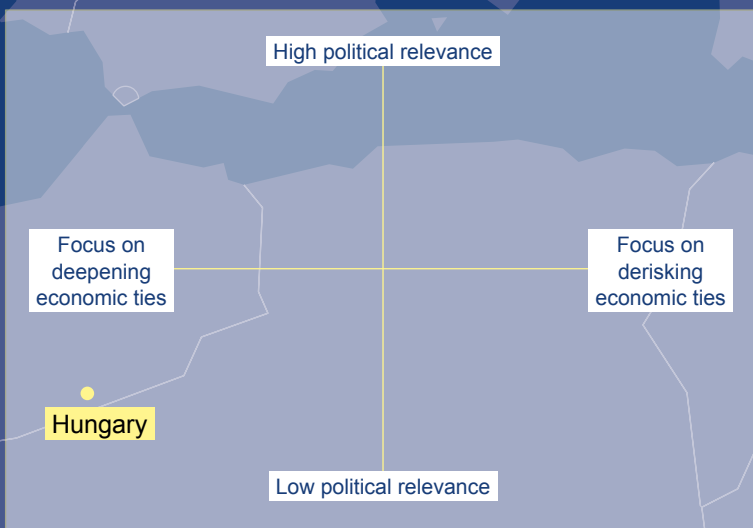 High political relevance
Focus on
deepening
economic ties
Focus on
derisking
economic ties
Hungary
Low political relevance